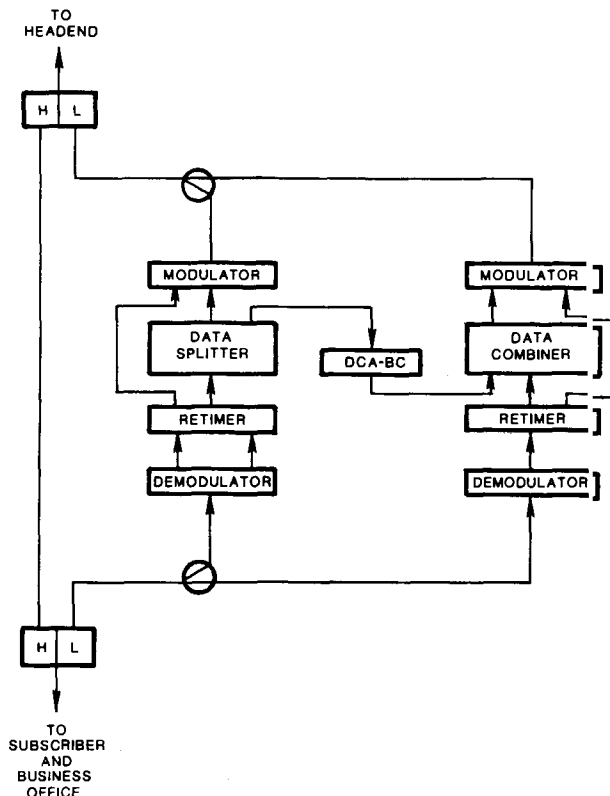 TO
HEADEND
H L
MODULATOR
MODULATOR
DATA
SPLITTER
DCA-BC
DATA
COMBINER
RETIMER
RETIMER
DEMODULATOR
DEMODULATOR
H L
TO
SUBSCRIBER
AND
BUSINESS
OFFICE